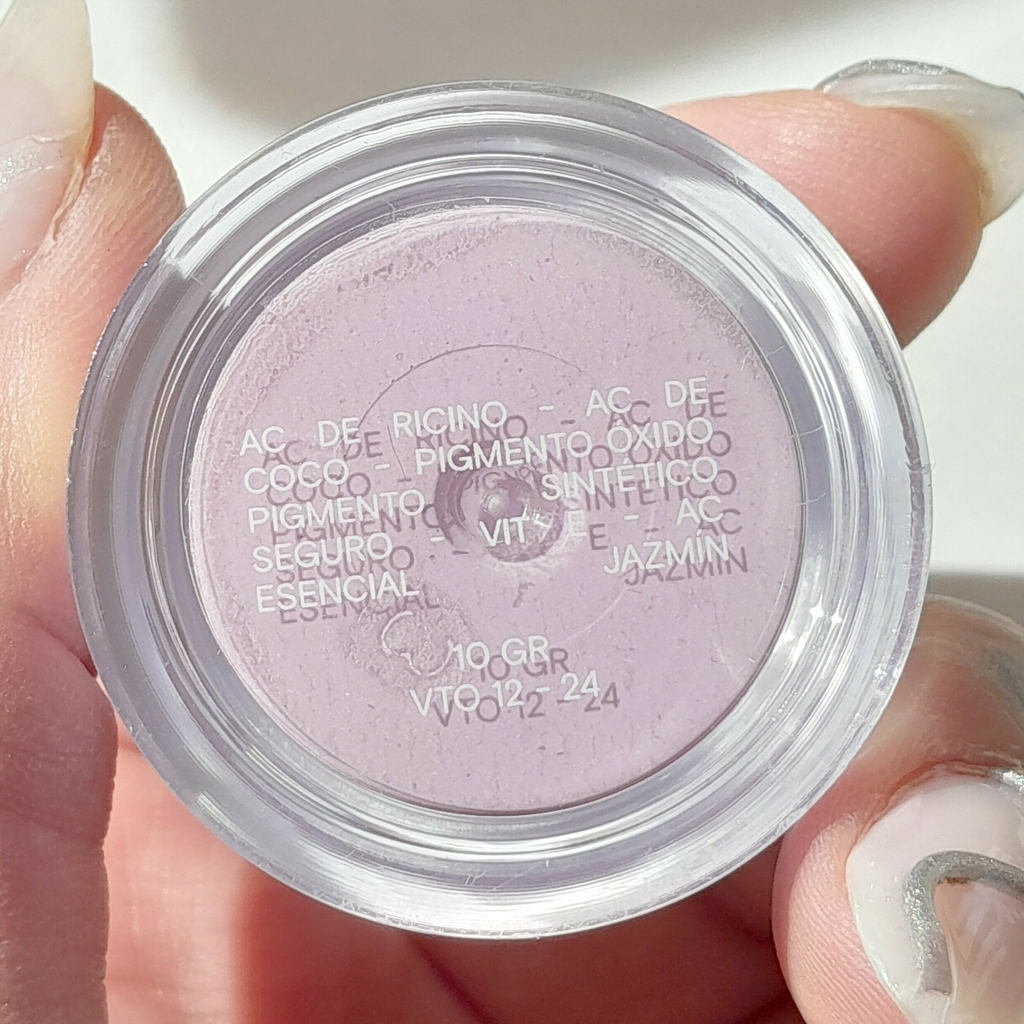 AC DE RICINO - AC DE
COCO - PIGMENTO ÓXIDO
PIGMENTO SINTÉTICO
SEGURO - VIT E - AC
ESENCIAL JAZMÍN
10 GR
VTO 12 - 24